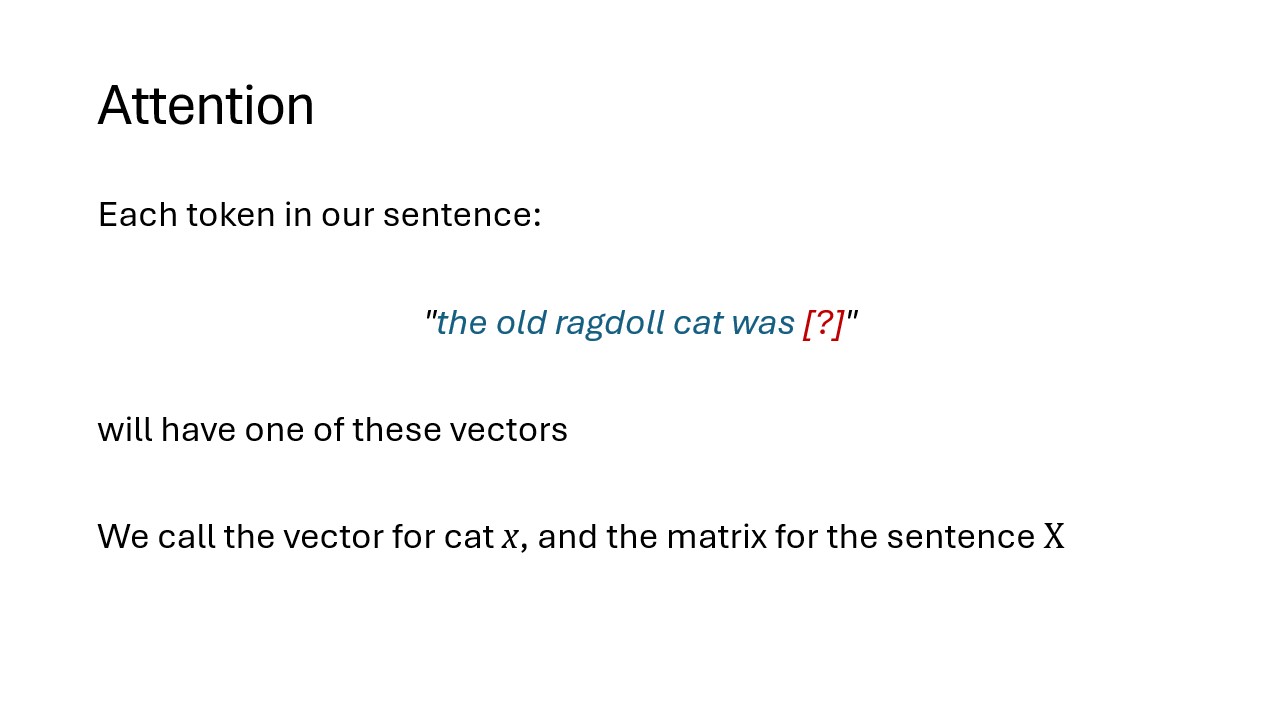 Attention
Each token in our sentence:
"the old ragdoll cat was [?]"
will have one of these vectors
We call the vector for cat x, and the matrix for the sentence X